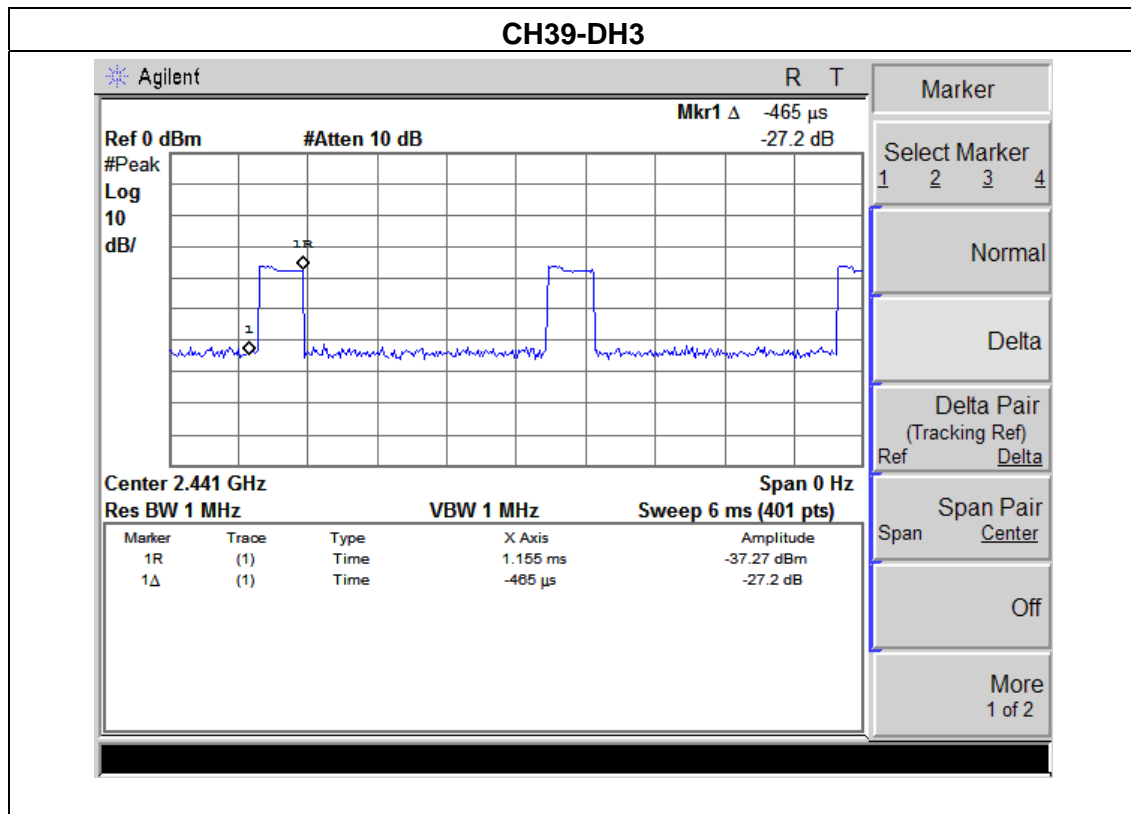 CH39-DH3
Agilent R T
Mkr1 Δ -465 µs
Ref 0 dBm #Atten 10 dB -27.2 dB
#Peak
Log
10
dB/
1R
1
Center 2.441 GHz Span 0 Hz
Res BW 1 MHz VBW 1 MHz Sweep 6 ms (401 pts)
Marker Trace Type X Axis Amplitude
1R (1) Time 1.155 ms -37.27 dBm
1Δ (1) Time -465 µs -27.2 dB
Marker
Select Marker
1 2 3 4
Normal
Delta
Delta Pair
(Tracking Ref)
Ref Delta
Span Pair
Span Center
Off
More
1 of 2